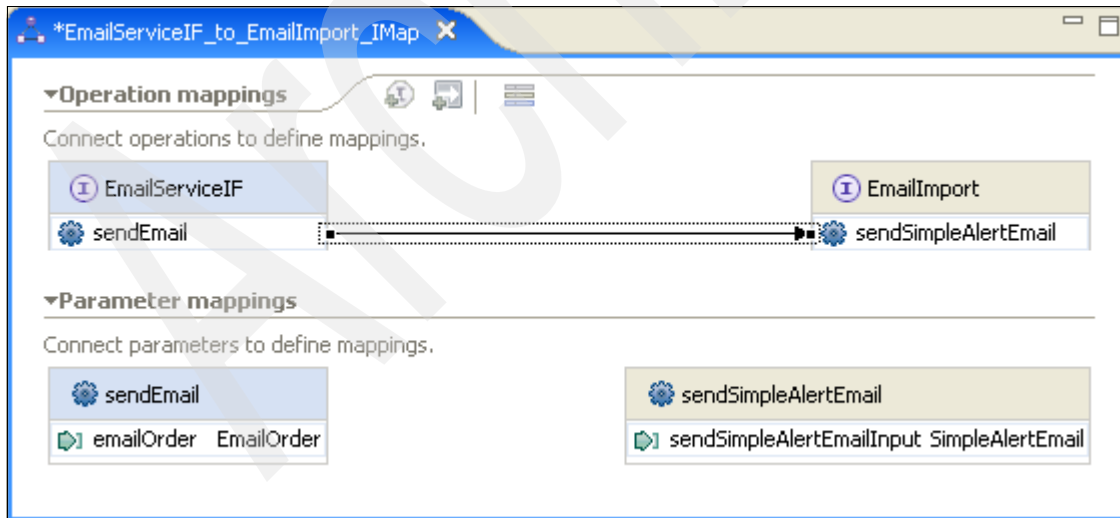 *EmailServiceIF_to_EmailImport_IMap
Operation mappings
Connect operations to define mappings.
EmailServiceIF
EmailImport
sendEmail
sendSimpleAlertEmail
Parameter mappings
Connect parameters to define mappings.
sendEmail
sendSimpleAlertEmail
emailOrder EmailOrder
sendSimpleAlertEmailInput SimpleAlertEmail